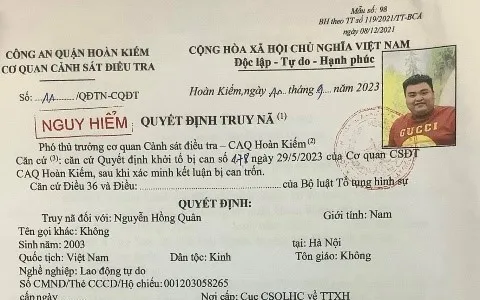 Mẫu số: 98
BH theo TT số 119/2021/TT-BCA
ngày 08/12/2021
CÔNG AN QUẬN HOÀN KIẾM
CƠ QUAN CẢNH SÁT ĐIỀU TRA
CỘNG HÒA XÃ HỘI CHỦ NGHĨA VIỆT NAM
Độc lập - Tự do - Hạnh phúc
Số: 11 /QĐTN-CQĐT
Hoàn Kiếm, ngày tháng năm 2023
NGUY HIỂM
QUYẾT ĐỊNH TRUY NÃ (1)
GUCCI
Phó thủ trưởng cơ quan Cảnh sát điều tra – CAQ Hoàn Kiếm (2)
Căn cứ (3): căn cứ Quyết định khởi tố bị can số 178 ngày 29/5/2023 của Cơ quan CSĐT
CAQ Hoàn Kiếm, sau khi xác minh kết luận bị can trốn.
Căn cứ Điều 36 và Điều: của Bộ luật Tố tụng hình sự
QUYẾT ĐỊNH:
Truy nã đối với: Nguyễn Hồng Quân Giới tính: Nam
Tên gọi khác: Không
Sinh năm: 2003 tại: Hà Nội
Quốc tịch: Việt Nam Dân tộc: Kinh Tôn giáo: Không
Nghề nghiệp: Lao động tự do
Số CMND/Thẻ CCCD/Hộ chiếu: 001203058265
cấp ngày Nơi cấp: Cục CSQLHC về TTXH